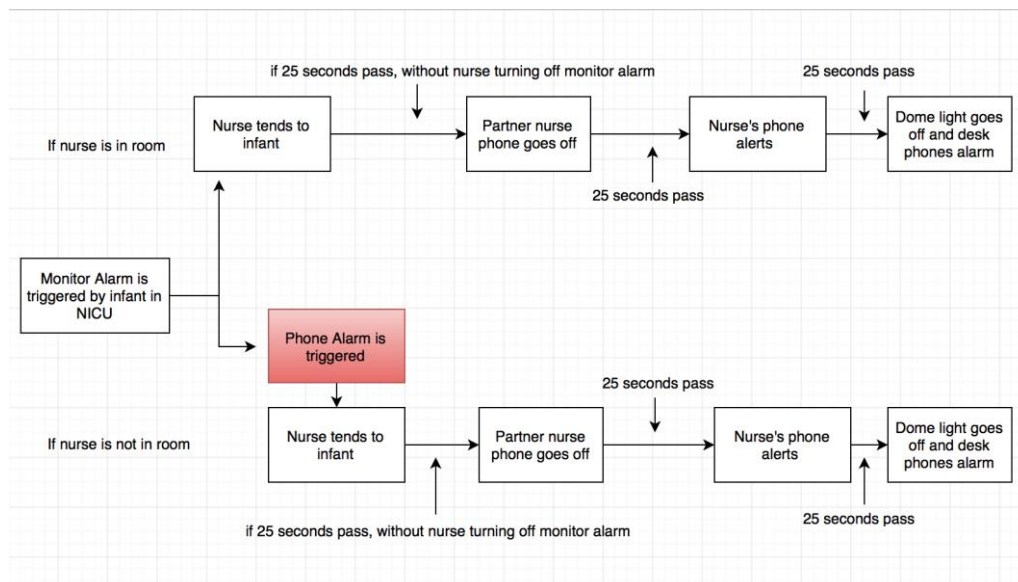 if 25 seconds pass, without nurse turning off monitor alarm
25 seconds pass
If nurse is in room
Nurse tends to
infant
Partner nurse
phone goes off
Nurse's phone
alerts
Dome light goes
off and desk
phones alarm
25 seconds pass
Monitor Alarm is
triggered by infant in
NICU
Phone Alarm is
triggered
25 seconds pass
If nurse is not in room
Nurse tends to
infant
Partner nurse
phone goes off
Nurse's phone
alerts
Dome light goes
off and desk
phones alarm
if 25 seconds pass, without nurse turning off monitor alarm
25 seconds pass